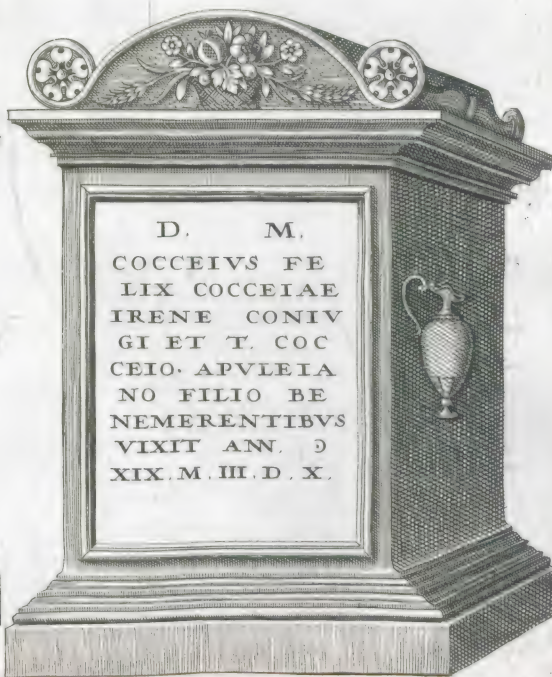 D. M.
COCCEIVS FE
LIX COCCEIAE
IRENE CONIV
GI ET T. COC
CEIO. APVLEIA
NO FILIO BE
NEMERENTIBVS
VIXIT ANN. Ↄ
XIX. M. III. D. X.